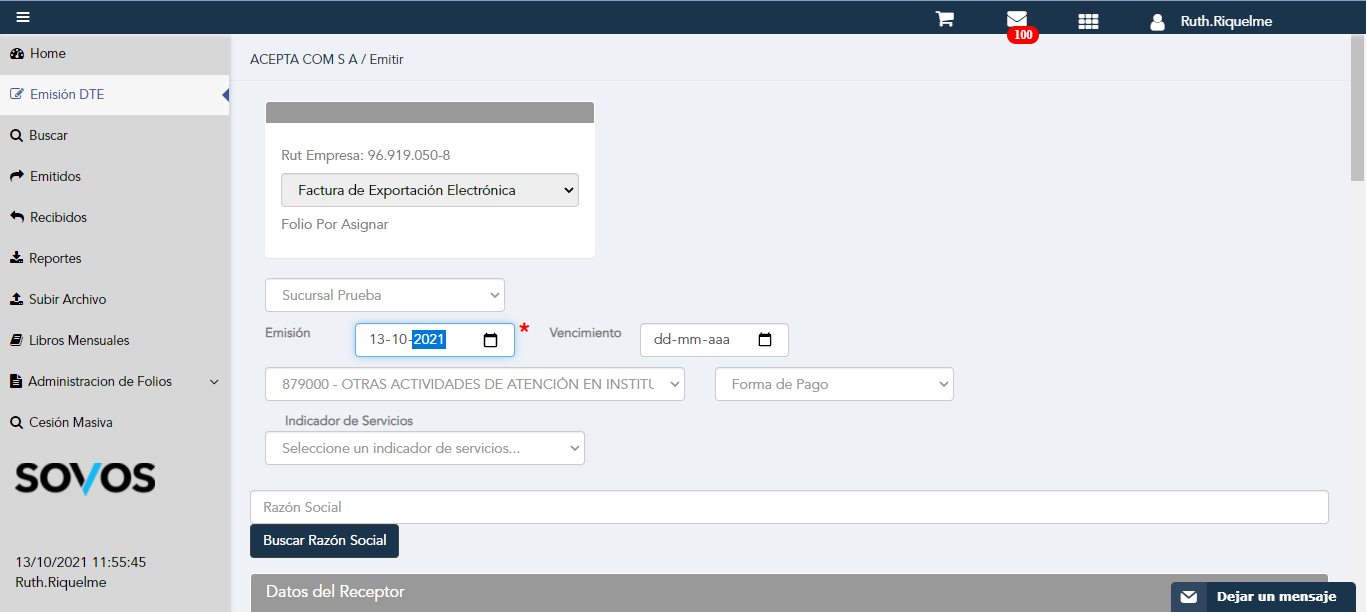 100
Ruth.Riquelme
Home
Emisión DTE
Buscar
Emitidos
Recibidos
Reportes
Subir Archivo
Libros Mensuales
Administracion de Folios
Cesión Masiva
SOVOS
13/10/2021 11:55:45
Ruth.Riquelme
ACEPTA COM S A / Emitir
Rut Empresa: 96.919.050-8
Factura de Exportación Electrónica
Folio Por Asignar
Sucursal Prueba
Emisión 13-10-2021 * Vencimiento dd-mm-aaa
879000 - OTRAS ACTIVIDADES DE ATENCIÓN EN INSTITU Forma de Pago
Indicador de Servicios
Seleccione un indicador de servicios...
Razón Social
Buscar Razón Social
Datos del Receptor
Dejar un mensaje